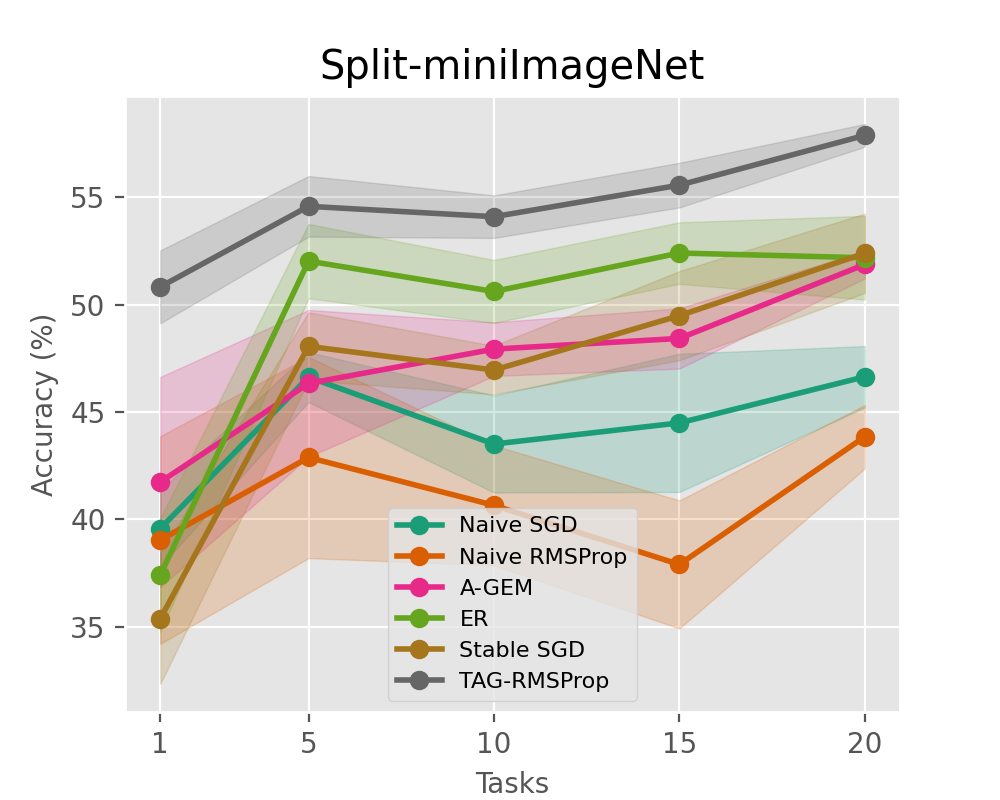 Split-miniImageNet
Accuracy (%)
55
50
45
40
35
Naive SGD
Naive RMSProp
A-GEM
ER
Stable SGD
TAG-RMSProp
1 5 10 15 20
Tasks